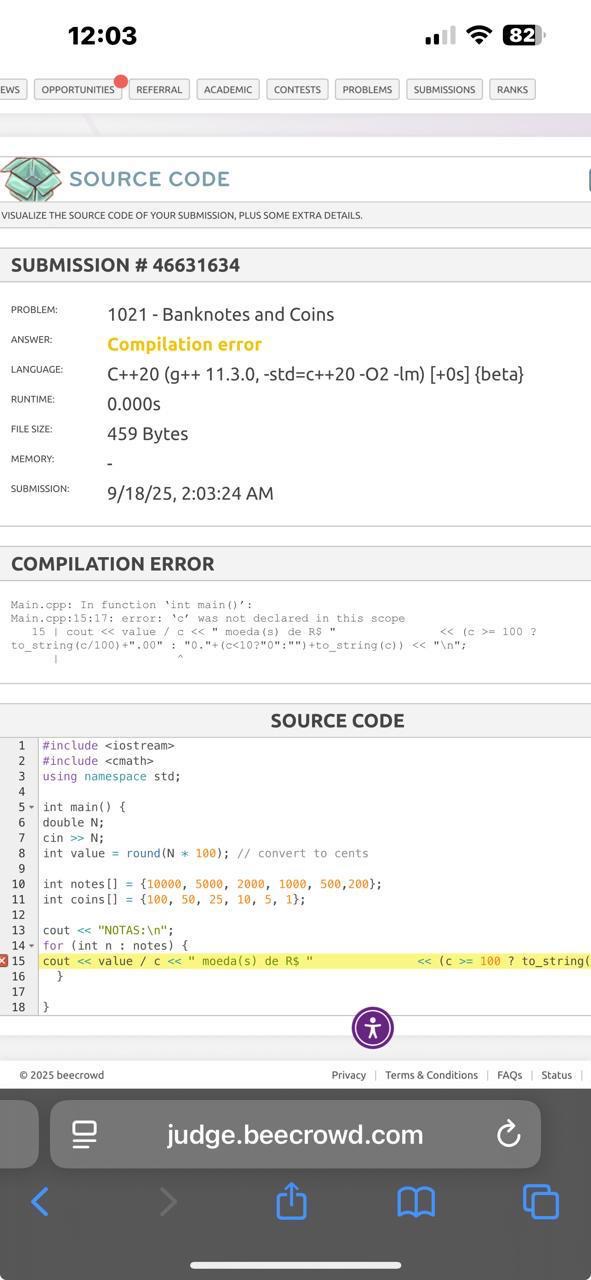 12:03
82
EWS
OPPORTUNITIES
REFERRAL
ACADEMIC
CONTESTS
PROBLEMS
SUBMISSIONS
RANKS
SOURCE CODE
VISUALIZE THE SOURCE CODE OF YOUR SUBMISSION, PLUS SOME EXTRA DETAILS.
SUBMISSION # 46631634
PROBLEM: 1021 - Banknotes and Coins
ANSWER: Compilation error
LANGUAGE: C++20 (g++ 11.3.0, -std=c++20 -O2 -lm) [+0s] {beta}
RUNTIME: 0.000s
FILE SIZE: 459 Bytes
MEMORY: -
SUBMISSION: 9/18/25, 2:03:24 AM
COMPILATION ERROR
Main.cpp: In function ‘int main()’:
Main.cpp:15:17: error: ‘c’ was not declared in this scope
   15 | cout << value / c << " moeda(s) de R$ "              << (c >= 100 ?
to_string(c/100)+".00" : "0."+(c<10?"0":"")+to_string(c)) << "\n";
      |                 ^
SOURCE CODE
1 #include <iostream>
2 #include <cmath>
3 using namespace std;
4
5 int main() {
6 double N;
7 cin >> N;
8 int value = round(N * 100); // convert to cents
9
10 int notes[] = {10000, 5000, 2000, 1000, 500,200};
11 int coins[] = {100, 50, 25, 10, 5, 1};
12
13 cout << "NOTAS:\n";
14 for (int n : notes) {
15 cout << value / c << " moeda(s) de R$ "              << (c >= 100 ? to_string(
16   }
17
18 }
© 2025 beecrowd
Privacy | Terms & Conditions | FAQs | Status |
judge.beecrowd.com